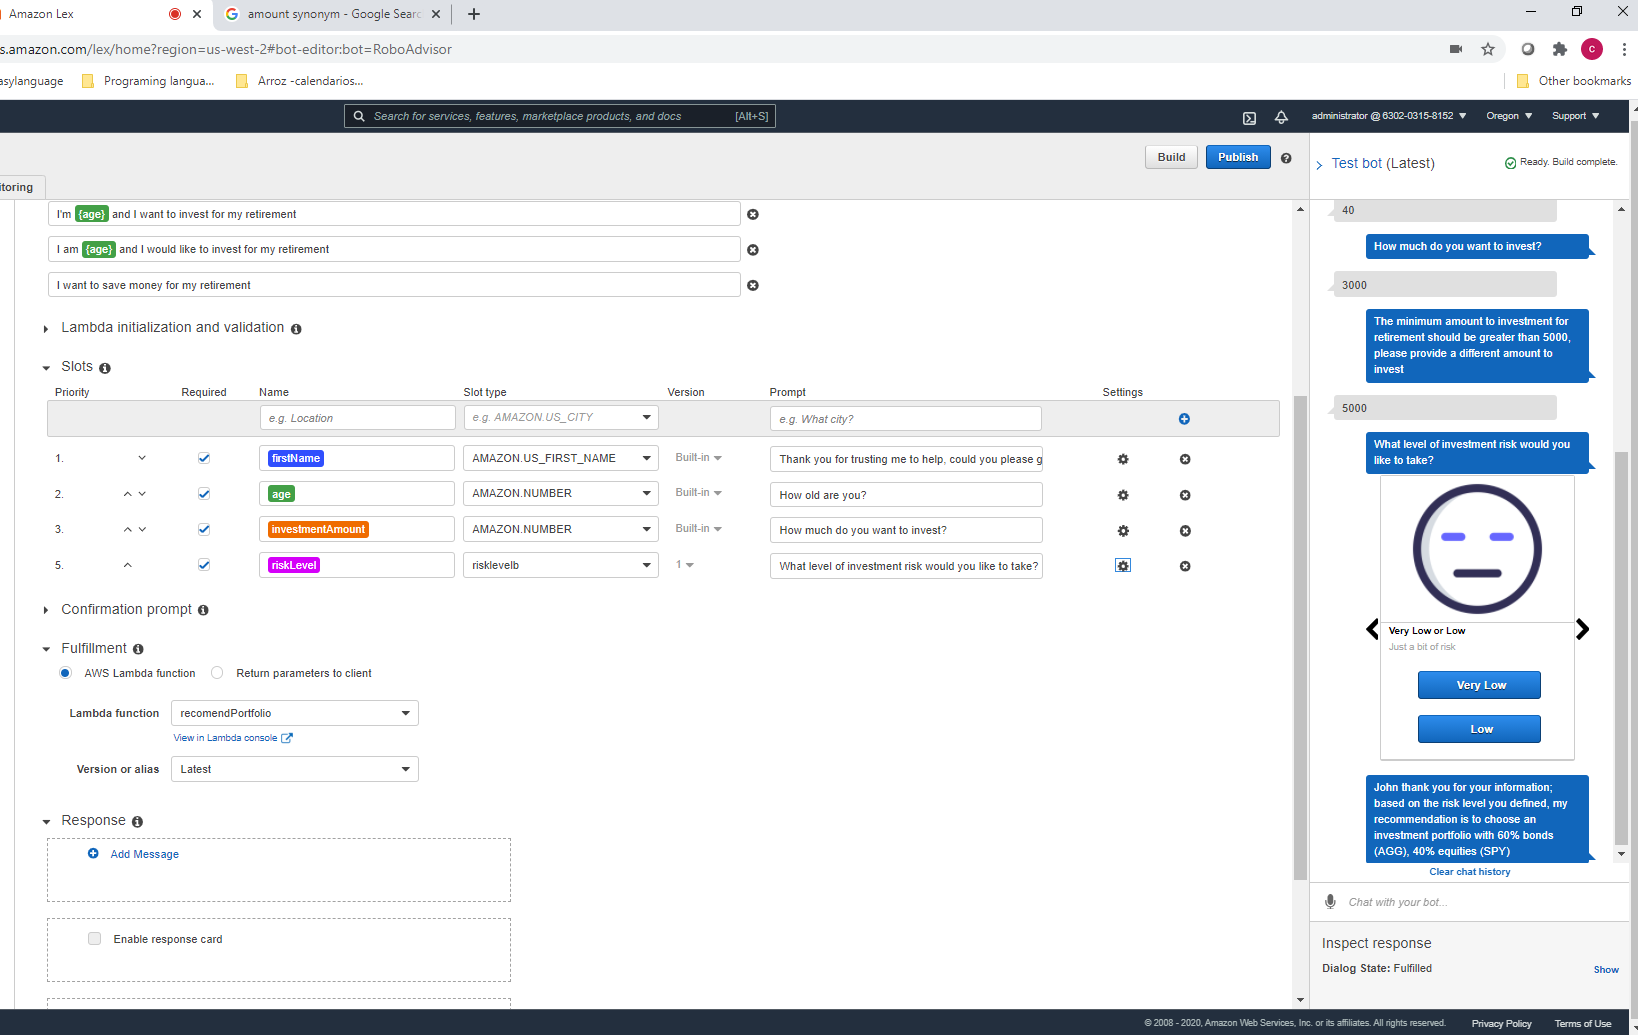 Amazon Lex
amount synonym - Google Searc
s.amazon.com/lex/home?region=us-west-2#bot-editor:bot=RoboAdvisor
C
asylanguage
Programing langua...
Arroz -calendarios...
Other bookmarks
Search for services, features, marketplace products, and docs
[Alt+S]
administrator @ 6302-0315-8152
Oregon
Support
Build
Publish
itoring
I'm {age} and I want to invest for my retirement
I am {age} and I would like to invest for my retirement
I want to save money for my retirement
Lambda initialization and validation
Slots
Priority Required Name Slot type Version Prompt Settings
e.g. Location e.g. AMAZON.US_CITY e.g. What city?
1. firstName AMAZON.US_FIRST_NAME Built-in Thank you for trusting me to help, could you please g
2. age AMAZON.NUMBER Built-in How old are you?
3. investmentAmount AMAZON.NUMBER Built-in How much do you want to invest?
5. riskLevel risklevelb 1 What level of investment risk would you like to take?
Confirmation prompt
Fulfillment
AWS Lambda function Return parameters to client
Lambda function recomendPortfolio
View in Lambda console
Version or alias Latest
Response
Add Message
Enable response card
Test bot (Latest)
Ready. Build complete.
40
How much do you want to invest?
3000
The minimum amount to investment for
retirement should be greater than 5000,
please provide a different amount to
invest
5000
What level of investment risk would you
like to take?
Very Low or Low
Just a bit of risk
Very Low
Low
John thank you for your information;
based on the risk level you defined, my
recommendation is to choose an
investment portfolio with 60% bonds
(AGG), 40% equities (SPY)
Clear chat history
Chat with your bot...
Inspect response
Dialog State: Fulfilled
Show
© 2008 - 2020, Amazon Web Services, Inc. or its affiliates. All rights reserved.
Privacy Policy
Terms of Use